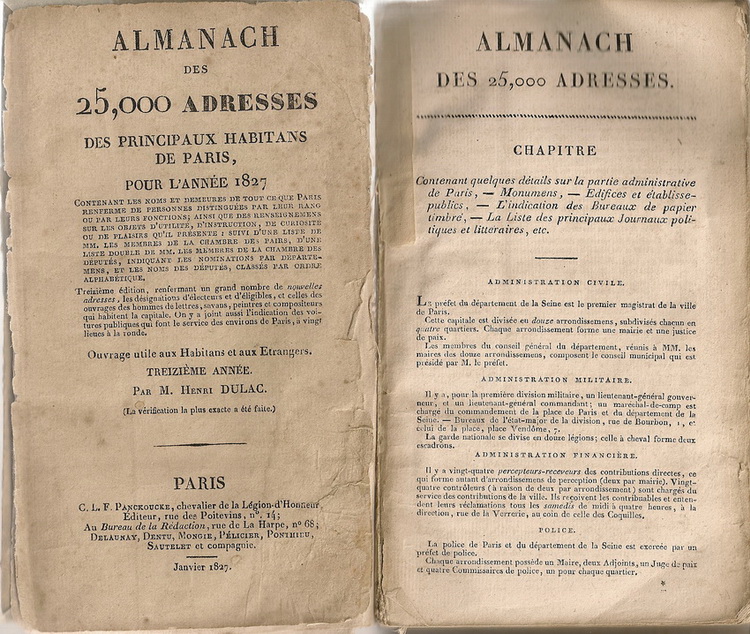 ALMANACH
DES
25,000 ADRESSES
DES PRINCIPAUX HABITANS
DE PARIS,
POUR L'ANNÉE 1827
CONTENANT LES NOMS ET DEMEURES DE TOUT CE QUE PARIS
RENFERME DE PERSONNES DISTINGUÉES PAR LEUR RANG
OU PAR LEURS FONCTIONS; AINSI QUE DES RENSEIGNEMENS
SUR LES OBJETS D'UTILITÉ, D'INSTRUCTION, DE CURIOSITÉ
OU DE PLAISIRS QU'IL PRÉSENTE : SUIVI D'UNE LISTE DE
MM. LES MEMBRES DE LA CHAMBRE DES PAIRS, D'UNE
LISTE DOUBLE DE MM. LES MEMBRES DE LA CHAMBRE DES
DÉPUTÉS, INDIQUANT LES NOMINATIONS PAR DÉPARTE-
MENS, ET LES NOMS DES DÉPUTÉS, CLASSÉS PAR ORDRE
ALPHABÉTIQUE.
Treizième édition, renfermant un grand nombre de nouvelles
adresses, les désignations d'électeurs et d'éligibles, et celles des
ouvrages des hommes de lettres, savans, peintres et compositeurs
qui habitent la capitale. On y a joint aussi l'indication des voi-
tures publiques qui font le service des environs de Paris, à vingt
lieues à la ronde.
Ouvrage utile aux Habitans et aux Etrangers.
TREIZIÈME ANNÉE.
PAR M. HENRI DULAC.
(La vérification la plus exacte a été faite.)
PARIS
C. L. F. PANCKOUCKE, chevalier de la Légion-d'Honneur
Éditeur, rue des Poitevins, n°. 14;
Au Bureau de la Rédaction, rue de La Harpe, n° 68;
DELAUNAY, DENTU, MONGIE, PÉLICIER, PONTHIEU,
SAUTELET et compagnie.
Janvier 1827.
ALMANACH
DES 25,000 ADRESSES.
CHAPITRE
Contenant quelques détails sur la partie administrative
de Paris, — Monumens, — Edifices et établisse-
publics, — L'indication des Bureaux de papier
timbré, — La Liste des principaux Journaux poli-
tiques et litteraires, etc.
ADMINISTRATION CIVILE.
LE préfet du département de la Seine est le premier magistrat de la ville
de Paris.
Cette capitale est divisée en douze arrondissemens, subdivisés chacun en
quatre quartiers. Chaque arrondissement forme une mairie et une justice
de paix.
Les membres du conseil général du département, réunis à MM. les
maires des douze arrondissemens, composent le conseil municipal qui est
présidé par M. le préfet.
ADMINISTRATION MILITAIRE.
Il y a, pour la première division militaire, un lieutenant-général gouver-
neur, et un lieutenant-général commandant; un maréchal-de-camp est
chargé du commandement de la place de Paris et du département de la
Seine. — Bureaux de l'état-major de la division, rue de Bourbon, 1, et
celui de la place, place Vendôme, 7.
La garde nationale se divise en douze légions; celle à cheval forme deux
escadrons.
ADMINISTRATION FINANCIÈRE.
Il y a vingt-quatre percepteurs-receveurs des contributions directes, ce
qui forme autant d'arrondissemens de perception (deux par mairie). Vingt-
quatre contrôleurs (à raison de deux par arrondissement) sont chargés du
service des contributions de la ville. Ils reçoivent les contribuables et enten-
dent leurs réclamations tous les samedis de midi à quatre heures, à la
direction, rue de la Verrerie, au coin de celle des Coquilles.
POLICE.
La police de Paris et du département de la Seine est exercée par un
préfet de police.
Chaque arrondissement possède un Maire, deux Adjoints, un Juge de paix
et quatre Commissaires de police, un pour chaque quartier.